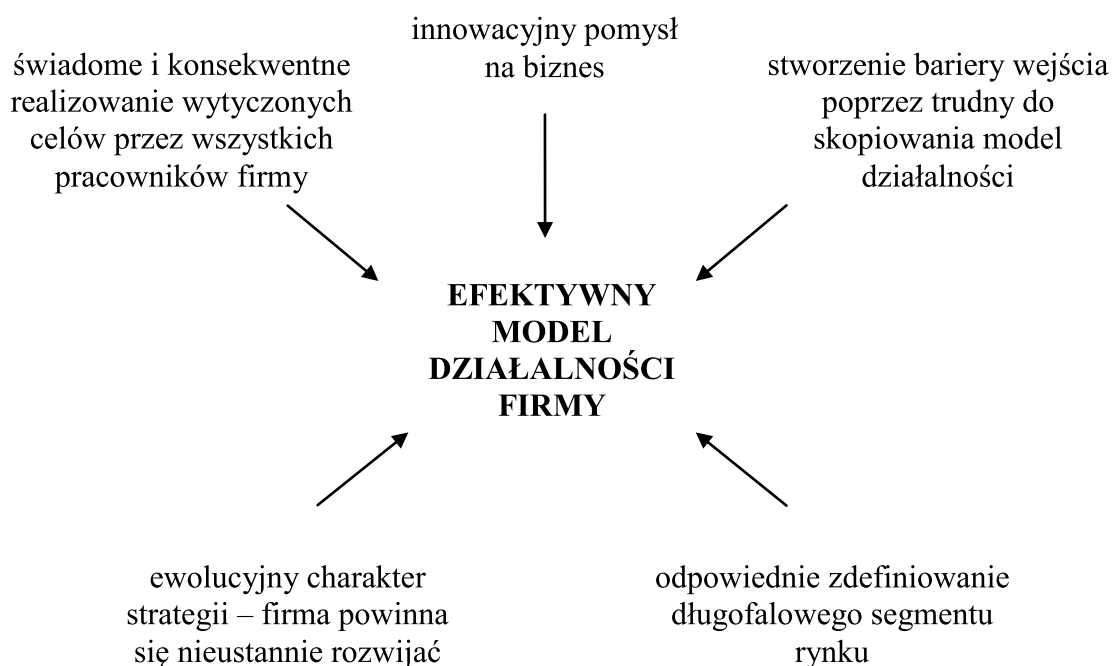 innowacyjny pomysł
na biznes
świadome i konsekwentne
realizowanie wytyczonych
celów przez wszystkich
pracowników firmy
stworzenie bariery wejścia
poprzez trudny do
skopiowania model
działalności
EFEKTYWNY
MODEL
DZIAŁALNOŚCI
FIRMY
ewolucyjny charakter
strategii – firma powinna
się nieustannie rozwijać
odpowiednie zdefiniowanie
długofalowego segmentu
rynku